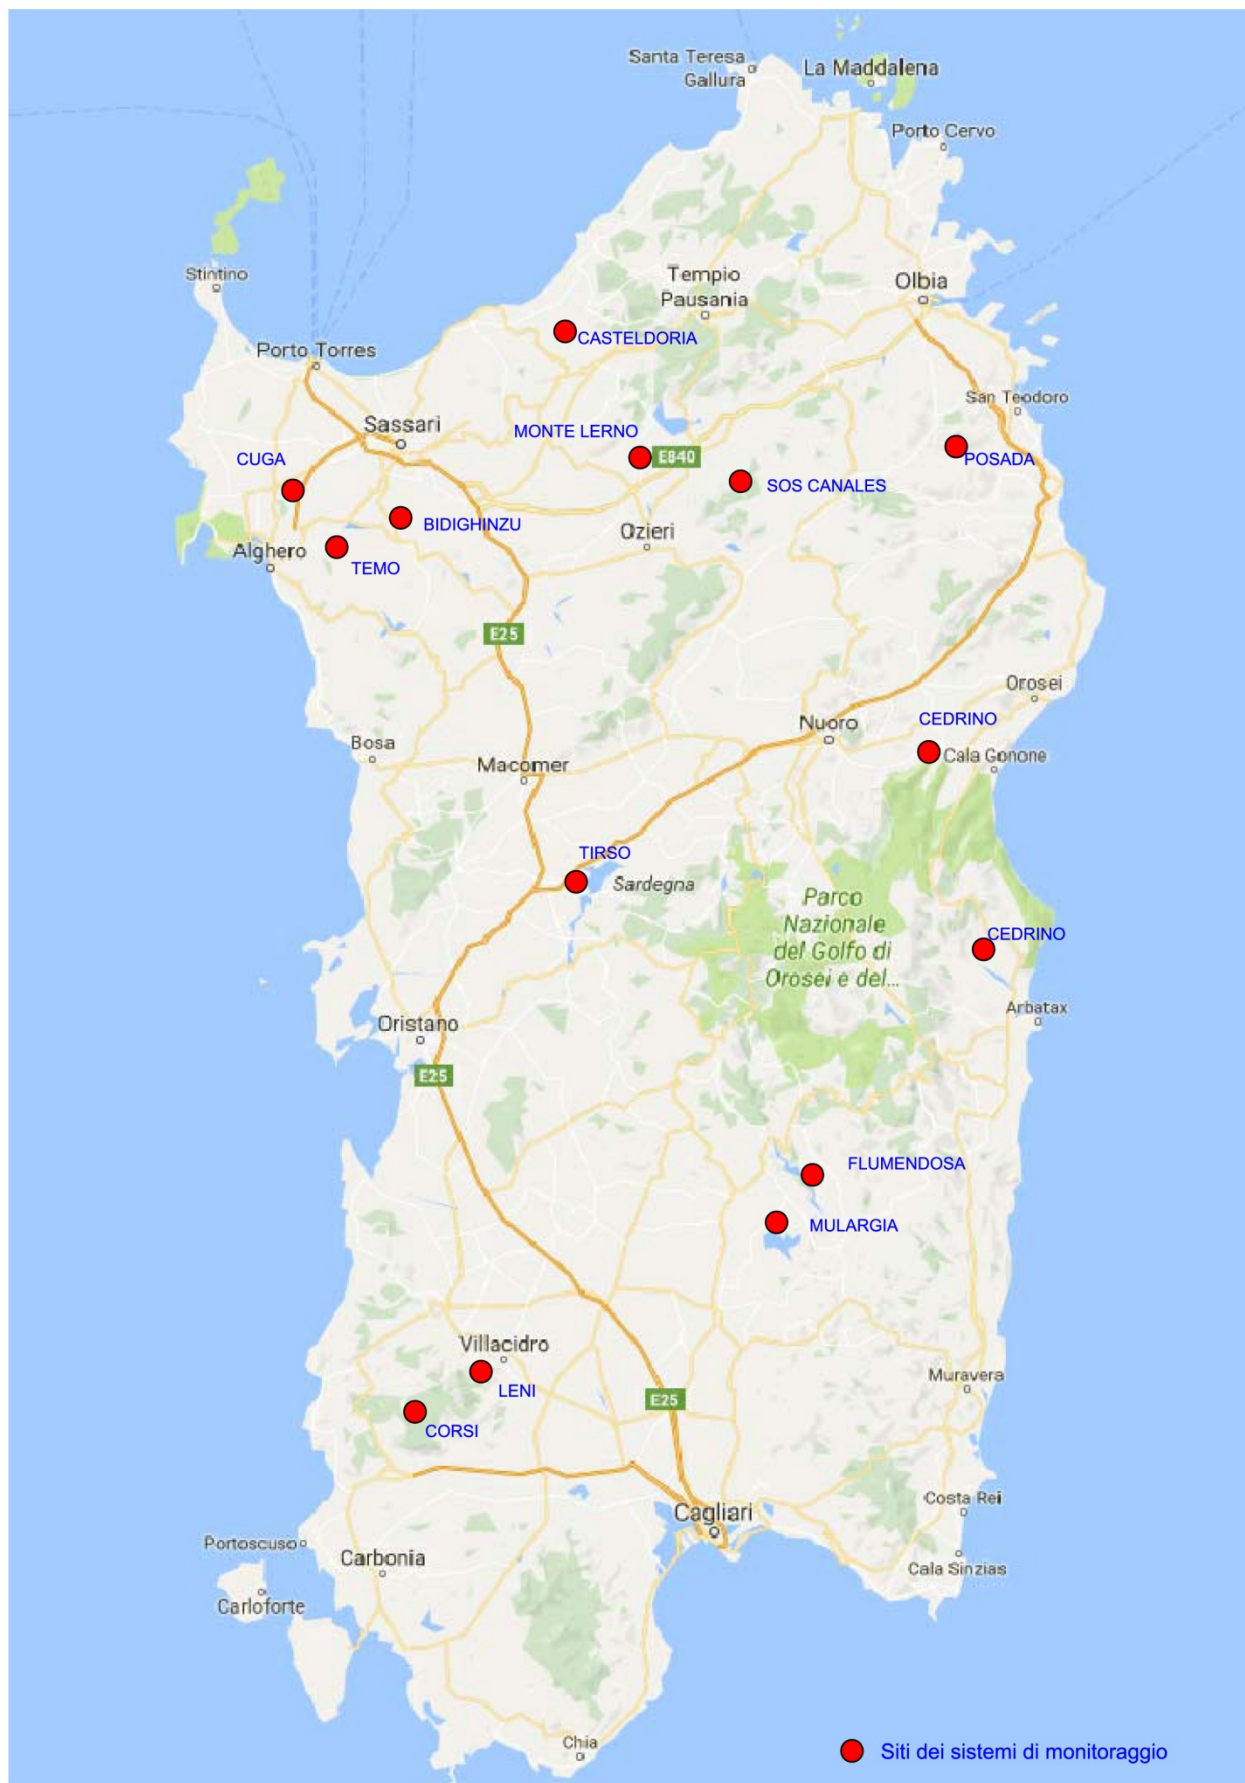 Santa Teresa
Gallura
La Maddalena
Porto Cervo
Stintino
Tempio
Pausania
Olbia
CASTELDORIA
Porto Torres
San Teodoro
Sassari
MONTE LERNO
E840
CUGA
POSADA
SOS CANALES
BIDIGHINZU
Ozieri
Alghero
TEMO
E25
Orosei
CEDRINO
Nuoro
Bosa
Cala Gonone
Macomer
TIRSO
Sardegna
Parco
Nazionale
del Golfo di
Orosei e del...
CEDRINO
Arbatax
Oristano
E25
FLUMENDOSA
MULARGIA
Villacidro
Muravera
LENI
E25
CORSI
Costa Rei
Cagliari
Portoscuso
Carbonia
Cala Sinzias
Carloforte
Chia
Siti dei sistemi di monitoraggio